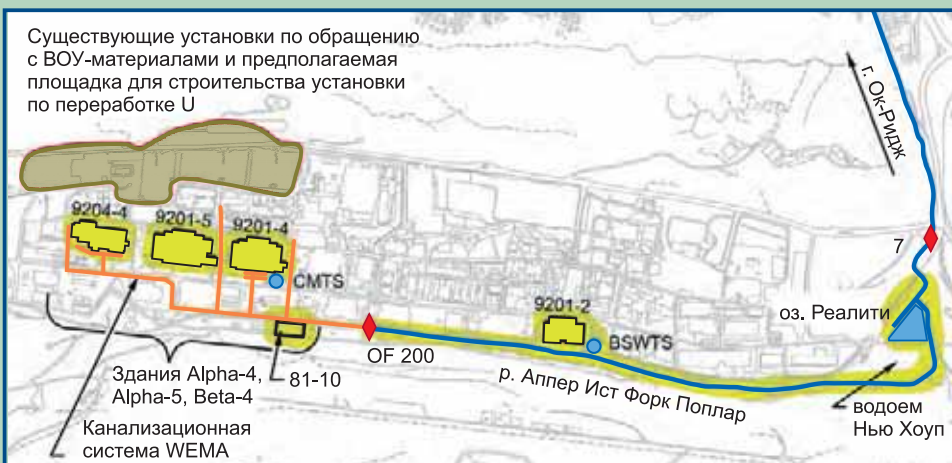 Существующие установки по обращению
с ВОУ-материалами и предполагаемая
площадка для строительства установки
по переработке U
г. Ок-Ридж
9204-4
9201-5
9201-4
CMTS
7
9201-2
оз. Реалити
BSWTS
OF 200
Здания Alpha-4,
Alpha-5, Beta-4
81-10
р. Аппер Ист Форк Поплар
Канализационная
система WEMA
водоем
Нью Хоуп